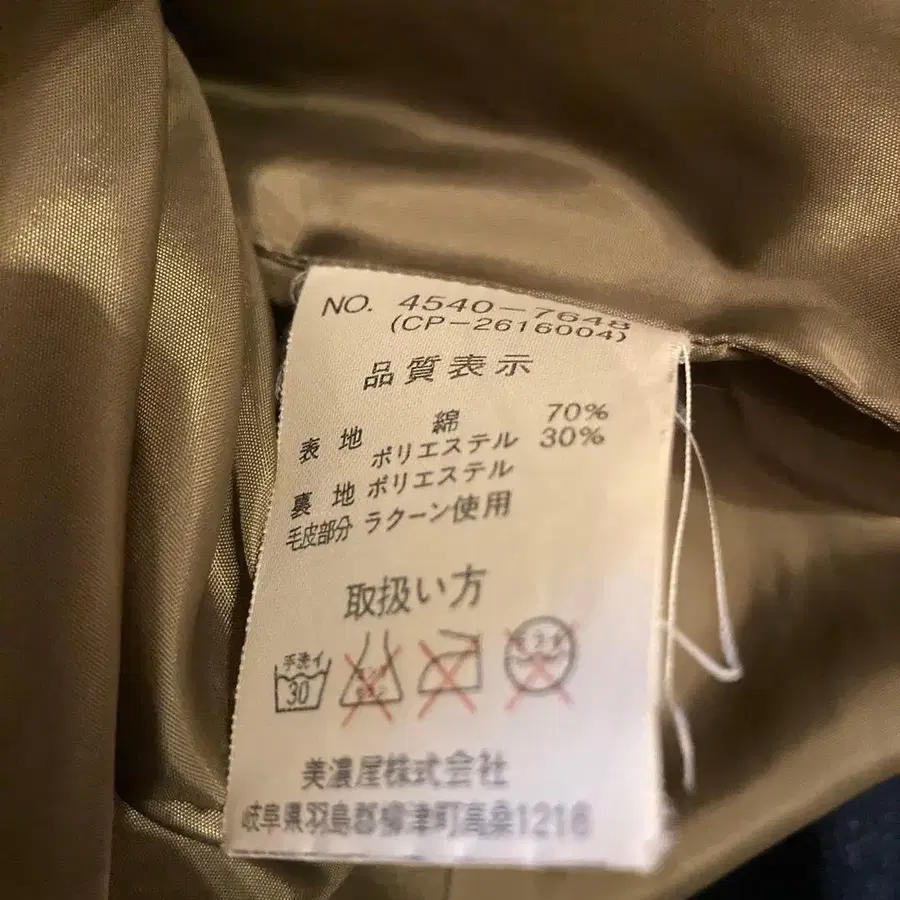 NO. 4540-7648
(CP-2616004)
品質表示
表地 綿 70%
ポリエステル 30%
裏地 ポリエステル
毛皮部分 ラクーン使用
取扱い方
手洗イ
30
美濃屋株式会社
岐阜県羽島郡柳津町高桑1216